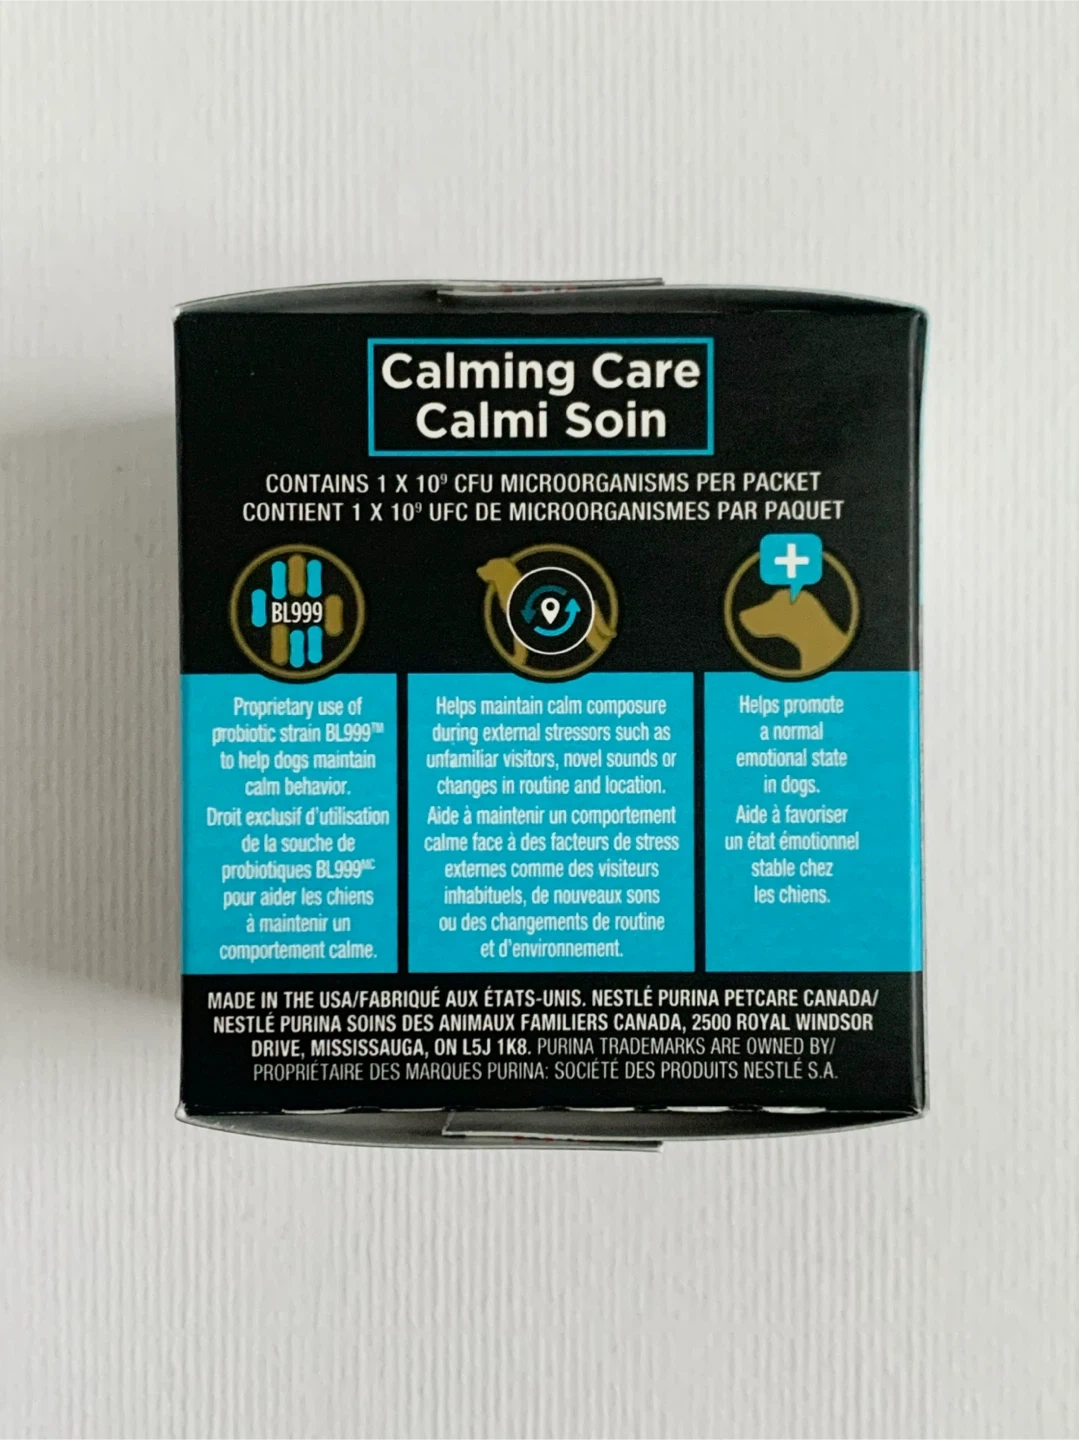 Calming Care
Calmi Soin
CONTAINS 1 X 10⁹ CFU MICROORGANISMS PER PACKET
CONTIENT 1 X 10⁹ UFC DE MICROORGANISMES PAR PAQUET
BL999
Proprietary use of
probiotic strain BL999™
to help dogs maintain
calm behavior.
Droit exclusif d'utilisation
de la souche de
probiotiques BL999ᴹᶜ
pour aider les chiens
à maintenir un
comportement calme.
Helps maintain calm composure
during external stressors such as
unfamiliar visitors, novel sounds or
changes in routine and location.
Aide à maintenir un comportement
calme face à des facteurs de stress
externes comme des visiteurs
inhabituels, de nouveaux sons
ou des changements de routine
et d'environnement.
Helps promote
a normal
emotional state
in dogs.
Aide à favoriser
un état émotionnel
stable chez
les chiens.
MADE IN THE USA/FABRIQUÉ AUX ÉTATS-UNIS. NESTLÉ PURINA PETCARE CANADA/
NESTLÉ PURINA SOINS DES ANIMAUX FAMILIERS CANADA, 2500 ROYAL WINDSOR
DRIVE, MISSISSAUGA, ON L5J 1K8. PURINA TRADEMARKS ARE OWNED BY/
PROPRIÉTAIRE DES MARQUES PURINA: SOCIÉTÉ DES PRODUITS NESTLÉ S.A.